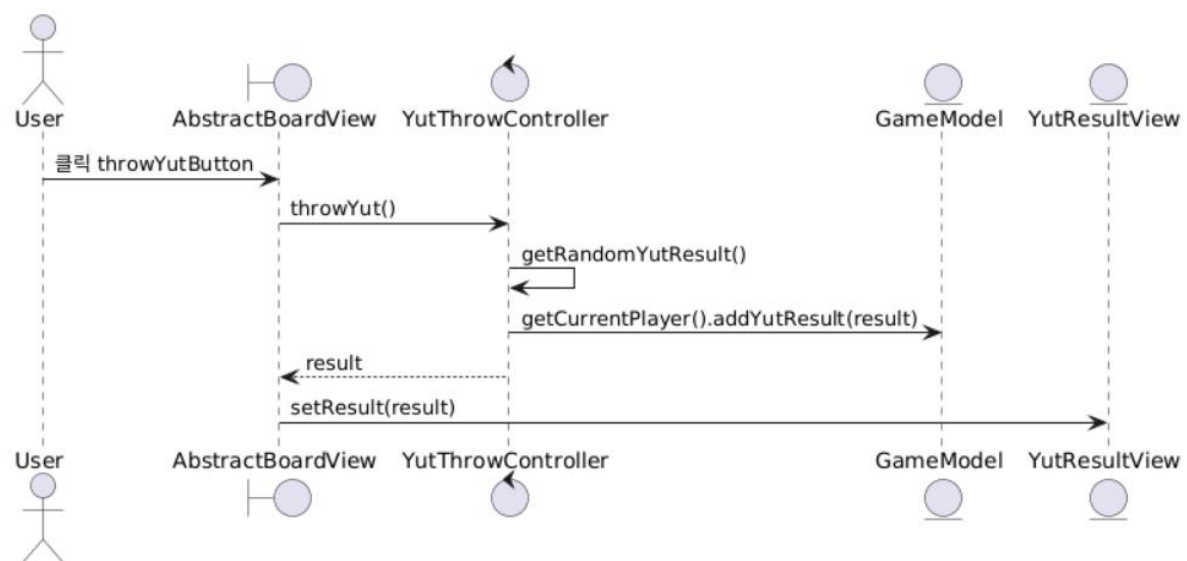 User
AbstractBoardView
YutThrowController
GameModel
YutResultView
클릭 throwYutButton
throwYut()
getRandomYutResult()
getCurrentPlayer().addYutResult(result)
result
setResult(result)
User
AbstractBoardView
YutThrowController
GameModel
YutResultView